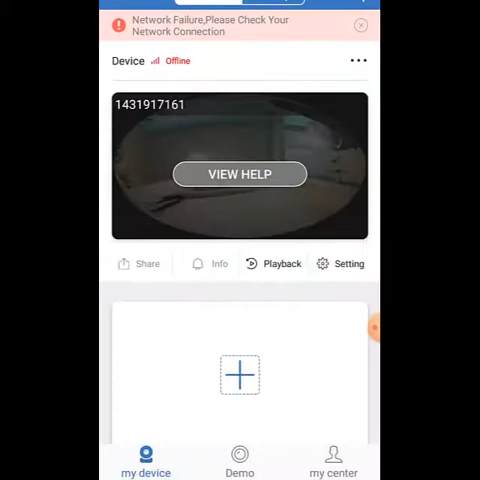 Network Failure,Please Check Your
Network Connection
Device Offline
1431917161
VIEW HELP
Share Info Playback Setting
my device Demo my center